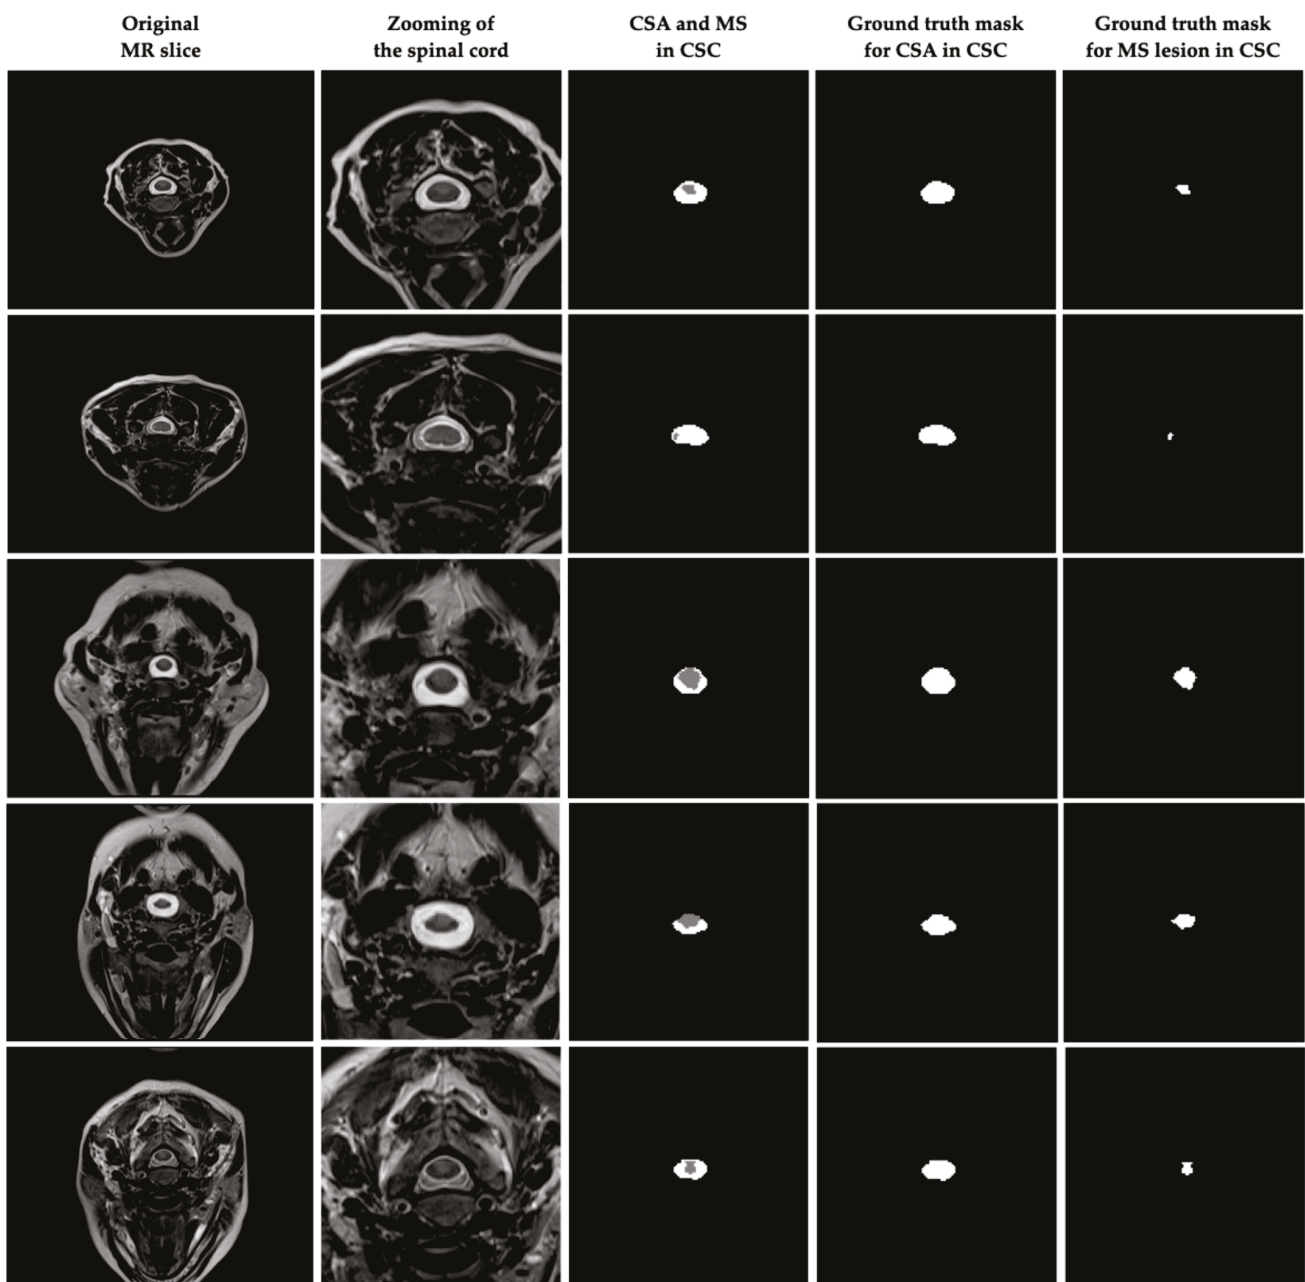 Original
MR slice
Zooming of
the spinal cord
CSA and MS
in CSC
Ground truth mask
for CSA in CSC
Ground truth mask
for MS lesion in CSC